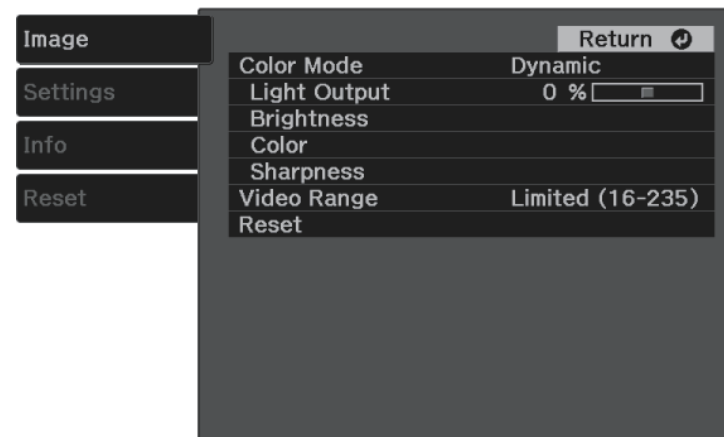 Image
Settings
Info
Reset
Return
Color Mode Dynamic
Light Output 0 %
Brightness
Color
Sharpness
Video Range Limited (16-235)
Reset